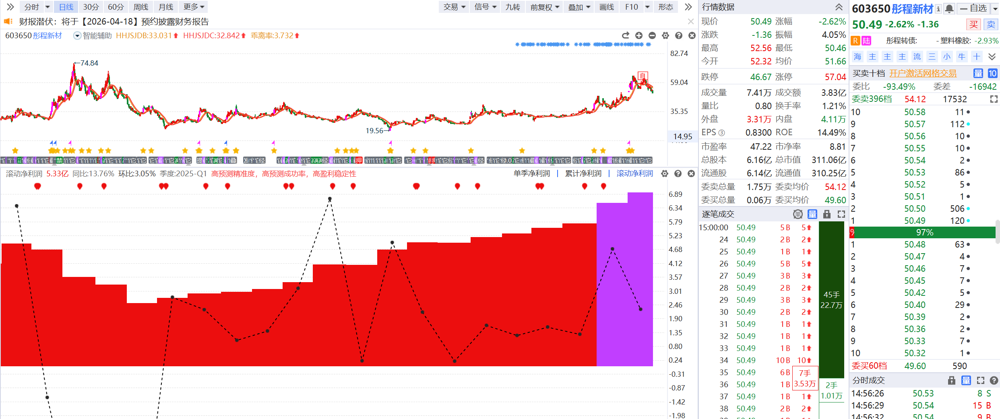 分时 日线 30分 60分 周线 月线 更多 交易 信号 九转 前复权 叠加 画线 F10 形态
财报潜伏：将于【2026-04-18】预约披露财务报告
603650 彤程新材 智能辅助 HHJSJDB:33.031 HHJSJDC:32.842 乖离率:3.732
82.74
←74.84
自
59.04
35.35
19.56→
14.95
滚动净利润 5.33亿 同比:13.76% 环比:3.05% 季度:2025-Q1 高预测精准度，高预测成功率，高盈利稳定性 单季净利润 累计净利润 滚动净利润
6.89
6.34
5.79
5.23
4.68
4.12
3.57
3.01
2.46
1.90
1.35
0.80
0.24
-0.31
-0.87
-1.42
-1.98
行情数据
现价 50.49 涨幅 -2.62%
涨跌 -1.36 振幅 4.05%
最高 52.56 最低 50.46
今开 52.32 均价 51.66
跌停 46.67 涨停 57.04
成交量 7.41万 成交额 3.83亿
量比 0.80 换手率 1.21%
外盘 3.31万 内盘 4.11万
EPS③ 0.8300 ROE 14.49%
市盈率 47.22 市净率 8.81
总股本 6.16亿 总市值 311.06亿
流通股 6.14亿 流通值 310.25亿
委卖总量 1.75万 委卖均价 54.12
委买总量 0.06万 委买均价 49.60
逐笔成交 单 量
15:00:00 50.49 5B 5
24 50.49 2B 2
25 50.49 1B 1
26 50.49 5B 5
27 50.49 3B 3
28 50.49 2B 2
29 50.49 3B 3
30 50.49 2B 2
31 50.49 1B 1
32 50.49 1B 1
33 50.49 1B 1
34 50.49 10B 10
35 50.49 6B
36 50.49 1B
37 50.49 1B 1
38 50.49 2B 2
45手
22.7万
7手
3.53万
2手
1.01万
603650 彤程新材 自选
50.49 -2.62% -1.36 买 卖
R 陆 彤程转债: - 塑料橡胶: -2.93%
海 主 主 主 流 三 小 牛 十
买卖十档 开户激活网格交易 量 10
委比 -93.49% 委差 -16942
委卖396档 54.12 17532
10 50.58 11
9 50.57 112
8 50.56 10
7 50.55 10
6 50.54 2
5 50.53 86
4 50.52 5
3 50.51 1
2 50.50 506
1 50.49 120
97%
1 50.48 63
2 50.47 4
3 50.46 7
4 50.45 7
5 50.42 5
6 50.40 29
7 50.39 2
8 50.36 2
9 50.33 7
10 50.32 1
委买60档 49.60 590
分时成交 量
14:56:26 50.53 8 S
14:56:29 50.54 15 B
14:56:32 50.54 9 B